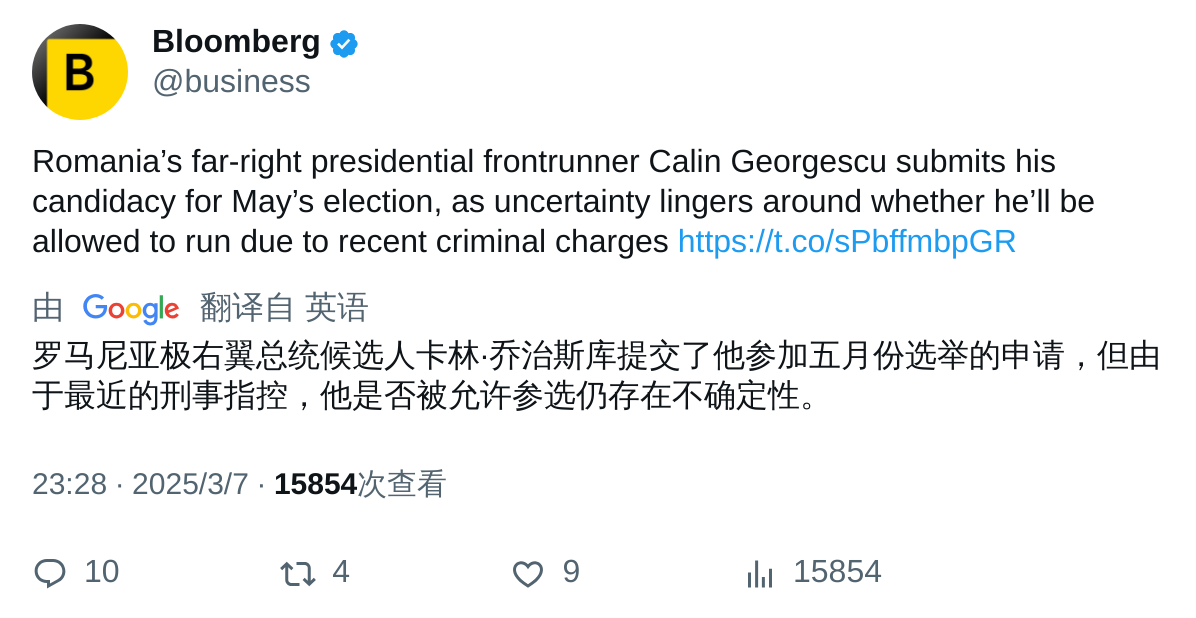 B
Bloomberg
@business
Romania’s far-right presidential frontrunner Calin Georgescu submits his
candidacy for May’s election, as uncertainty lingers around whether he’ll be
allowed to run due to recent criminal charges https://t.co/sPbffmbpGR
由 Google 翻译自 英语
罗马尼亚极右翼总统候选人卡林·乔治斯库提交了他参加五月份选举的申请，但由
于最近的刑事指控，他是否被允许参选仍存在不确定性。
23:28 · 2025/3/7 · 15854次查看
10 4 9 15854